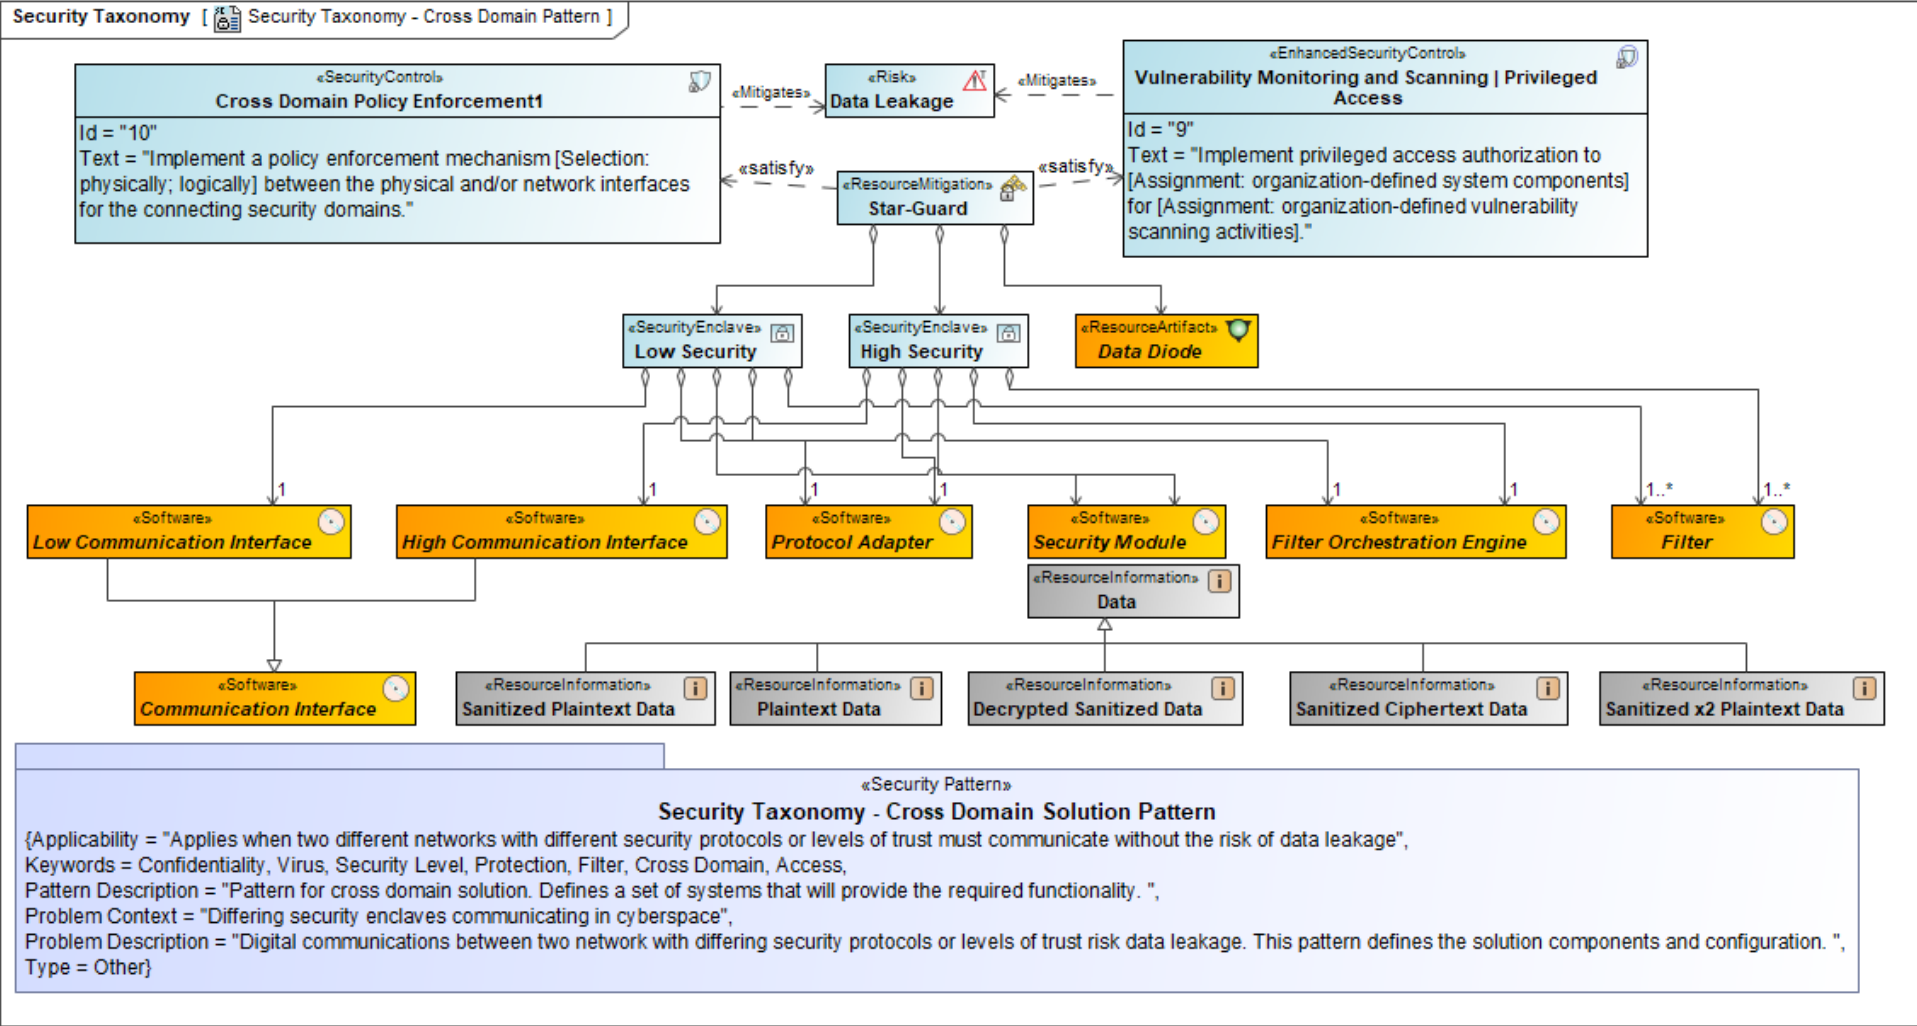 Security Taxonomy [ Security Taxonomy - Cross Domain Pattern ]
«SecurityControl»
Cross Domain Policy Enforcement1
Id = "10"
Text = "Implement a policy enforcement mechanism [Selection:
physically; logically] between the physical and/or network interfaces
for the connecting security domains."
«Mitigates»
«Risk»
Data Leakage
«Mitigates»
«EnhancedSecurityControl»
Vulnerability Monitoring and Scanning | Privileged
Access
Id = "9"
Text = "Implement privileged access authorization to
[Assignment: organization-defined system components]
for [Assignment: organization-defined vulnerability
scanning activities]."
«satisfy»
«ResourceMitigation»
Star-Guard
«satisfy»
«SecurityEnclave»
Low Security
«SecurityEnclave»
High Security
«ResourceArtifact»
Data Diode
1
1
1
1
1
1
1..*
1..*
«Software»
Low Communication Interface
«Software»
High Communication Interface
«Software»
Protocol Adapter
«Software»
Security Module
«Software»
Filter Orchestration Engine
«Software»
Filter
«ResourceInformation»
Data
«Software»
Communication Interface
«ResourceInformation»
Sanitized Plaintext Data
«ResourceInformation»
Plaintext Data
«ResourceInformation»
Decrypted Sanitized Data
«ResourceInformation»
Sanitized Ciphertext Data
«ResourceInformation»
Sanitized x2 Plaintext Data
«Security Pattern»
Security Taxonomy - Cross Domain Solution Pattern
{Applicability = "Applies when two different networks with different security protocols or levels of trust must communicate without the risk of data leakage",
Keywords = Confidentiality, Virus, Security Level, Protection, Filter, Cross Domain, Access,
Pattern Description = "Pattern for cross domain solution. Defines a set of systems that will provide the required functionality. ",
Problem Context = "Differing security enclaves communicating in cyberspace",
Problem Description = "Digital communications between two network with differing security protocols or levels of trust risk data leakage. This pattern defines the solution components and configuration. ",
Type = Other}